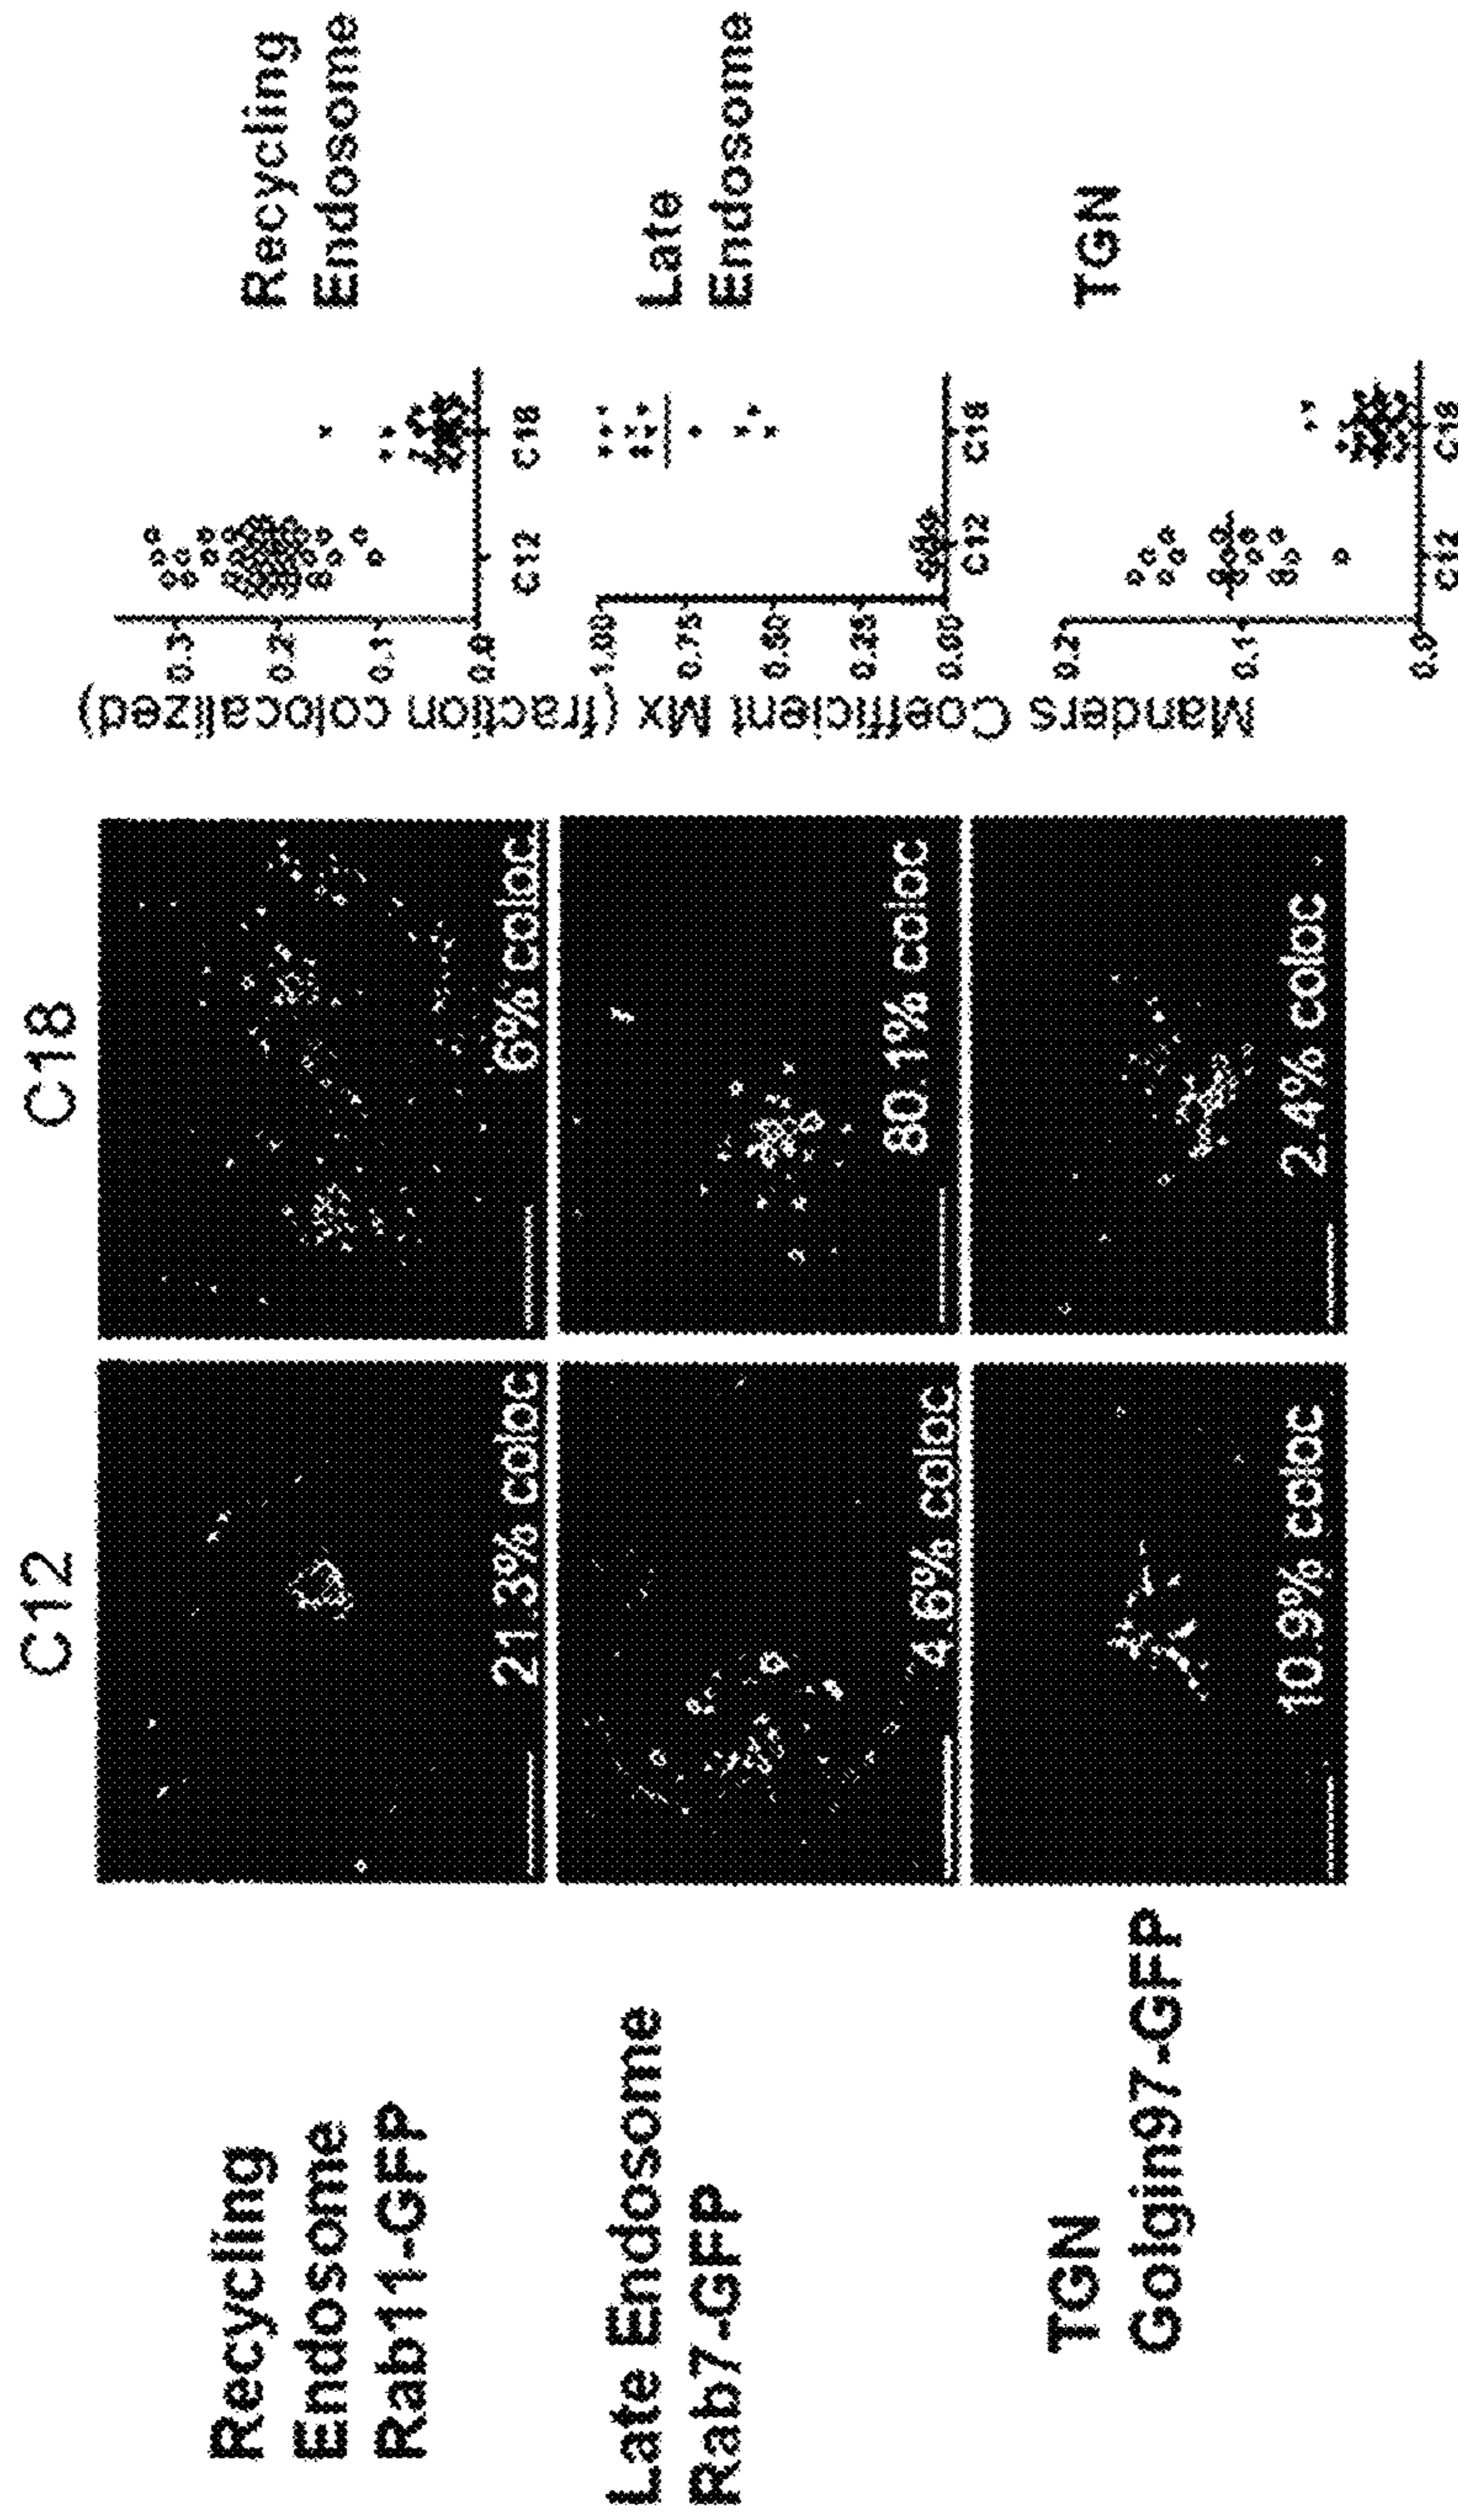 C12
C18
Recycling
Endosome
Rab11-GFP
21.3% coloc
6% coloc
Late Endosome
Rab7-GFP
4.6% coloc
80.1% coloc
TGN
Golgin97-GFP
10.9% coloc
2.4% coloc
Manders Coefficient Mx (fraction colocalized)
0.3
0.2
0.1
0.0
C12
C18
Recycling
Endosome
1.00
0.75
0.50
0.25
0.00
C12
C18
Late
Endosome
0.2
0.1
0.0
C12
C18
TGN